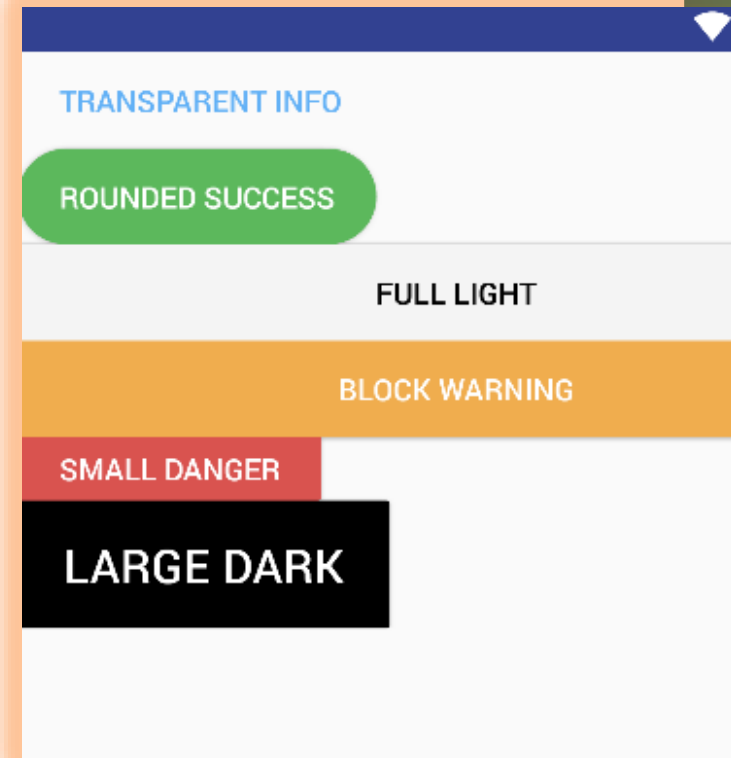 TRANSPARENT INFO
ROUNDED SUCCESS
FULL LIGHT
BLOCK WARNING
SMALL DANGER
LARGE DARK